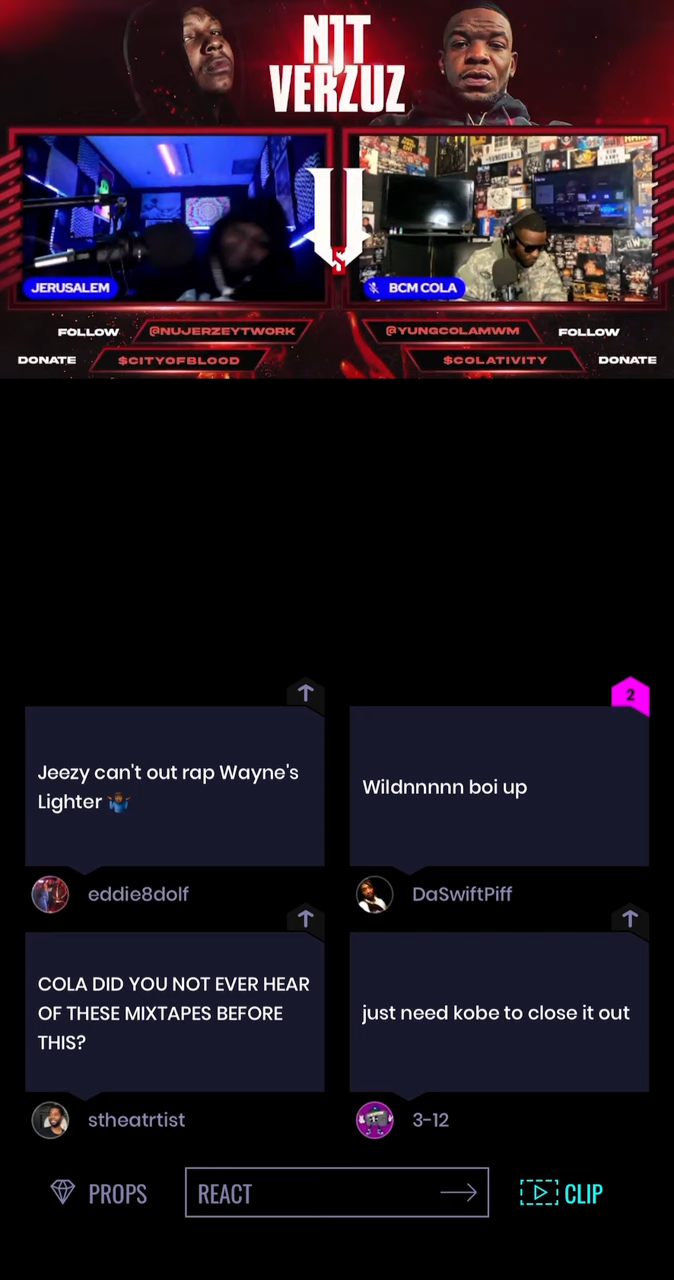 NJT
VERZUZ
JERUSALEM
BCM COLA
FOLLOW @NUJERZEYTWORK
@YUNGCOLAMWM FOLLOW
DONATE $CITYOFBLOOD
$COLATIVITY DONATE
2
Jeezy can't out rap Wayne's
Lighter 🤷🏾‍♂️
eddie8dolf
Wildnnnnn boi up
DaSwiftPiff
COLA DID YOU NOT EVER HEAR
OF THESE MIXTAPES BEFORE
THIS?
stheatrtist
just need kobe to close it out
3-12
PROPS
REACT
CLIP